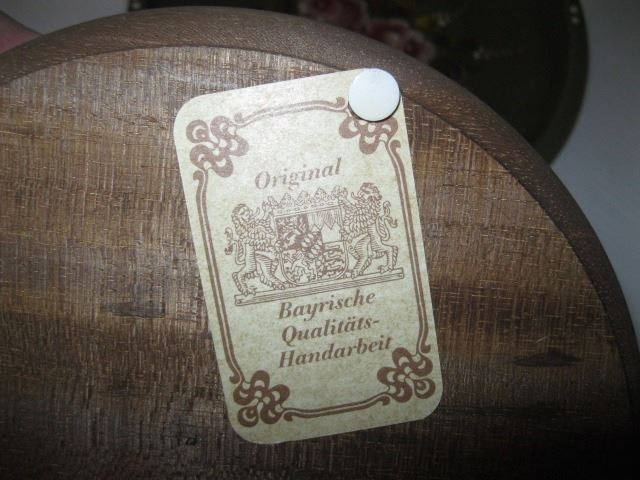 Original
Bayrische
Qualitäts-
Handarbeit